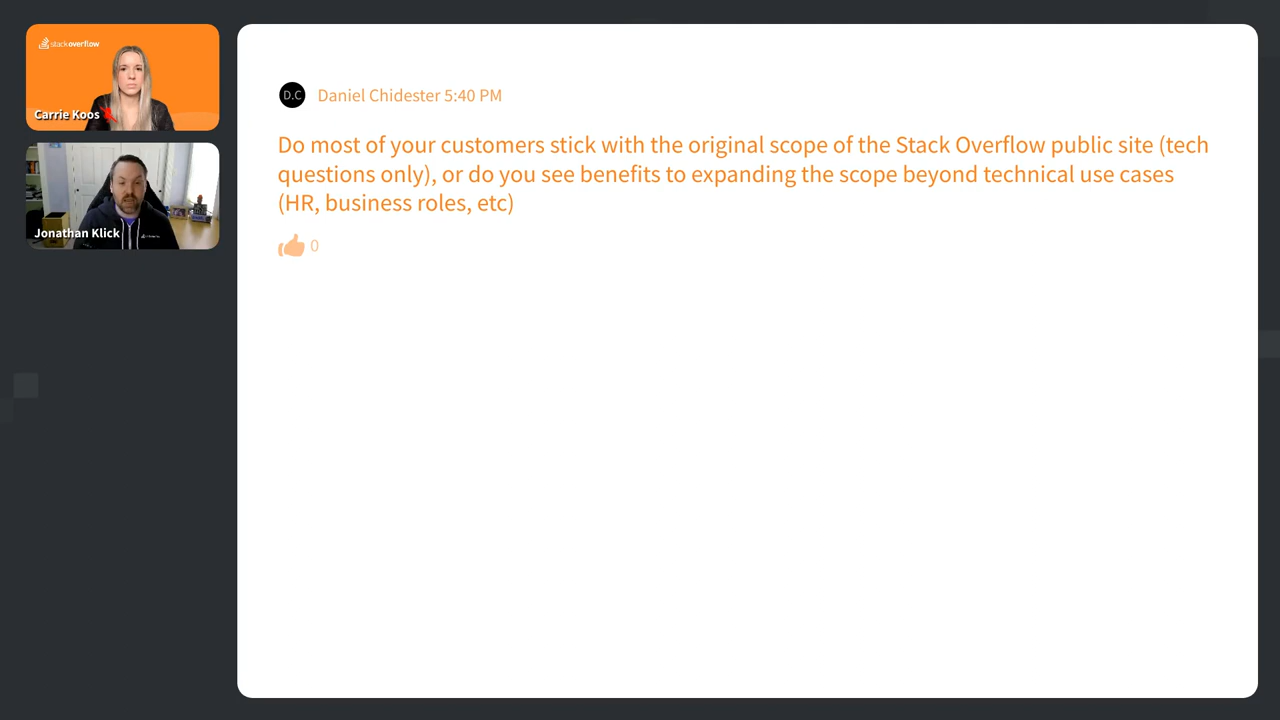 stackoverflow
Carrie Koos
Jonathan Klick
D.C
Daniel Chidester 5:40 PM
Do most of your customers stick with the original scope of the Stack Overflow public site (tech
questions only), or do you see benefits to expanding the scope beyond technical use cases
(HR, business roles, etc)
0